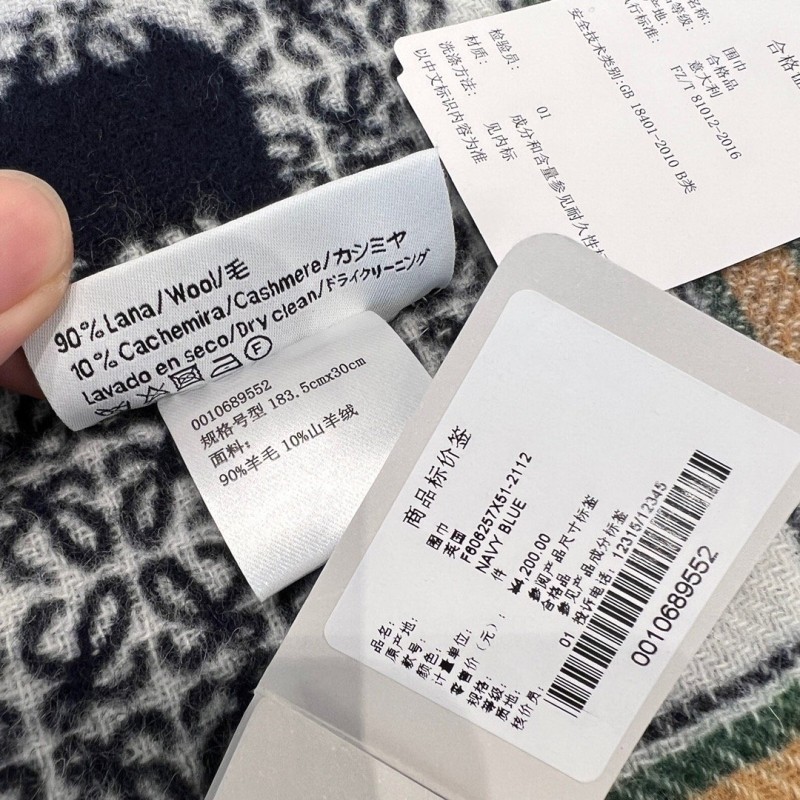 90%Lana/Wool/毛
10%Cachemira/Cashmere/カシミヤ
Lavado en seco/Dry clean/ドライクリーニング
F
0010689552
规格号型 183.5cmx30cm
面料:
90%羊毛 10%山羊绒
合格
名称: 围巾
等级: 合格品
产地: 意大利
执行标准: FZ/T 81012-2016
安全技术类别:GB 18401-2010 B类
检验员: 01
材质: 见内标
洗涤方法: 成分和含量参见耐久性
以中文标识内容为准
商品标价签
品名: 围巾
原产地: 英国
款号: F606257X51-2112
颜色: NAVY BLUE
计量单位: 件
零售价(元): ¥4,200.00
规格: 参阅产品尺寸标签
等级: 合格品
质地: 参见产品成分标签
核价员: 01 投诉电话: 12315/12345
0010689552